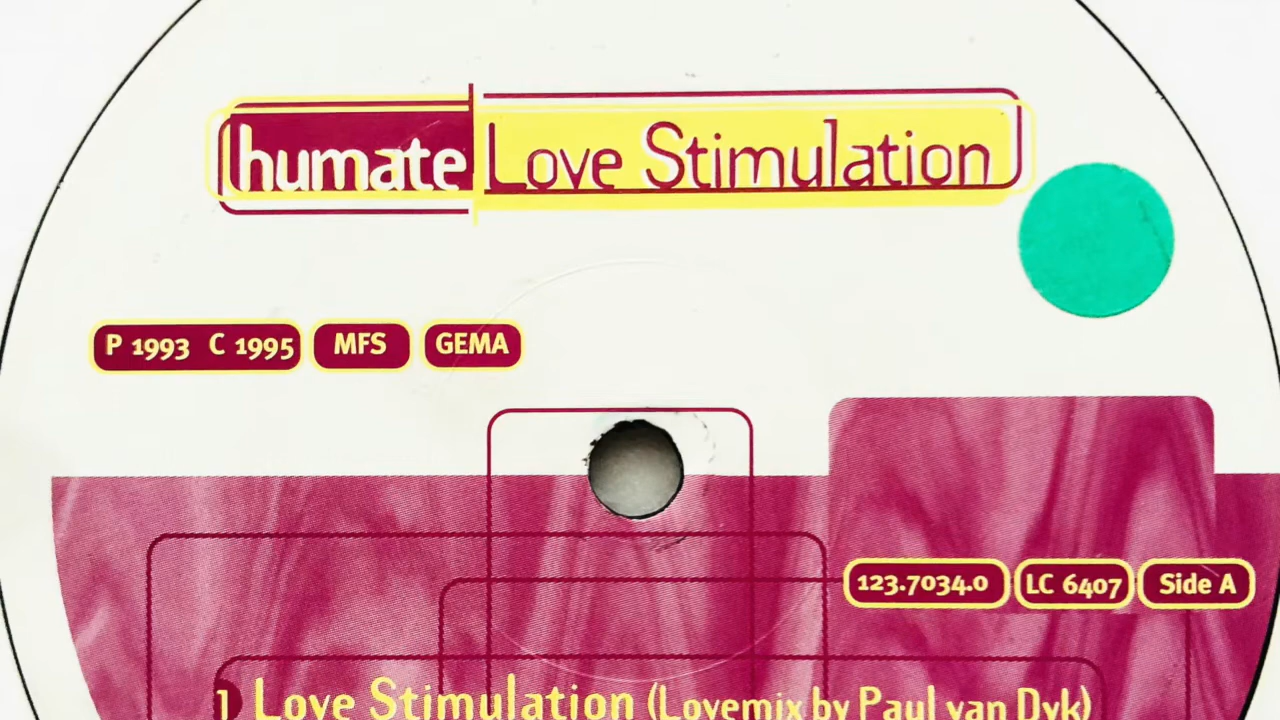 humate Love Stimulation
P 1993 C 1995 MFS GEMA
123.7034.0 LC 6407 Side A
1 Love Stimulation (Lovemix by Paul van Dyk)